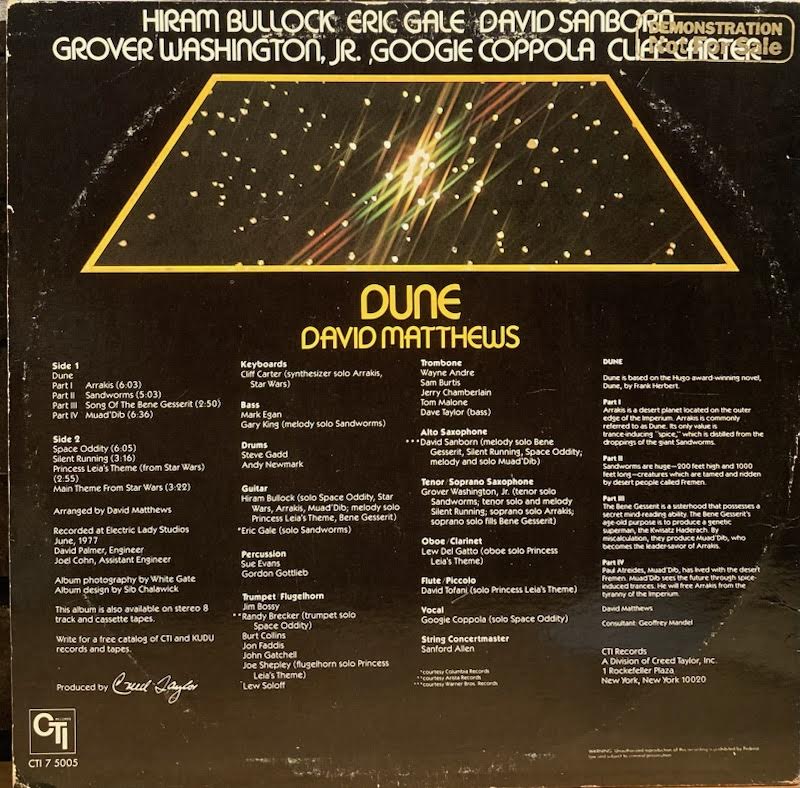 HIRAM BULLOCK ERIC GALE DAVID SANBORN
GROVER WASHINGTON, JR. ,GOOGIE COPPOLA CLIFF CARTER
DEMONSTRATION
Not For Sale
DUNE
DAVID MATTHEWS
Side 1
Dune
Part I Arrakis (6:03)
Part II Sandworms (5:03)
Part III Song Of The Bene Gesserit (2:50)
Part IV Muad'Dib (6:36)
Side 2
Space Oddity (6:05)
Silent Running (3:16)
Princess Leia's Theme (from Star Wars)
(2:55)
Main Theme From Star Wars (3:22)
Arranged by David Matthews
Recorded at Electric Lady Studios
June, 1977
David Palmer, Engineer
Joel Cohn, Assistant Engineer
Album photography by White Gate
Album design by Sib Chalawick
This album is also available on stereo 8
track and cassette tapes.
Write for a free catalog of CTI and KUDU
records and tapes.
Produced by Creed Taylor
CTI
RECORDS
CTI 7 5005
Keyboards
Cliff Carter (synthesizer solo Arrakis,
Star Wars)
Bass
Mark Egan
Gary King (melody solo Sandworms)
Drums
Steve Gadd
Andy Newmark
Guitar
Hiram Bullock (solo Space Oddity, Star
Wars, Arrakis, Muad'Dib; melody solo
Princess Leia's Theme, Bene Gesserit)
*Eric Gale (solo Sandworms)
Percussion
Sue Evans
Gordon Gottlieb
Trumpet/Flugelhorn
Jim Bossy
**Randy Brecker (trumpet solo
Space Oddity)
Burt Collins
Jon Faddis
John Gatchell
Joe Shepley (flugelhorn solo Princess
Leia's Theme)
*Lew Soloff
Trombone
Wayne Andre
Sam Burtis
Jerry Chamberlain
Tom Malone
Dave Taylor (bass)
Alto Saxophone
***David Sanborn (melody solo Bene
Gesserit, Silent Running, Space Oddity;
melody and solo Muad'Dib)
Tenor/Soprano Saxophone
Grover Washington, Jr. (tenor solo
Sandworms; tenor solo and melody
Silent Running; soprano solo Arrakis;
soprano solo fills Bene Gesserit)
Oboe/Clarinet
Lew Del Gatto (oboe solo Princess
Leia's Theme)
Flute/Piccolo
David Tofani (solo Princess Leia's Theme)
Vocal
Googie Coppola (solo Space Oddity)
String Concertmaster
Sanford Allen
*courtesy Columbia Records
**courtesy Arista Records
***courtesy Warner Bros. Records
DUNE
Dune is based on the Hugo award-winning novel,
Dune, by Frank Herbert.
Part I
Arrakis is a desert planet located on the outer
edge of the Imperium. Arrakis is commonly
referred to as Dune. Its only value is
trance-inducing "spice," which is distilled from the
droppings of the giant Sandworms.
Part II
Sandworms are huge—200 feet high and 1000
feet long—creatures which are tamed and ridden
by desert people called Fremen.
Part III
The Bene Gesserit is a sisterhood that possesses a
secret mind-reading ability. The Bene Gesserit's
age-old purpose is to produce a genetic
superman, the Kwisatz Haderach. By
miscalculation, they produce Muad'Dib, who
becomes the leader-savior of Arrakis.
Part IV
Paul Atreides, Muad'Dib, has lived with the desert
Fremen. Muad'Dib sees the future through spice-
induced trances. He will free Arrakis from the
tyranny of the Imperium.
David Matthews
Consultant: Geoffrey Mandel
CTI Records
A Division of Creed Taylor, Inc.
1 Rockefeller Plaza
New York, New York 10020
WARNING: Unauthorized reproduction of this recording is prohibited by Federal
law and subject to criminal prosecution.